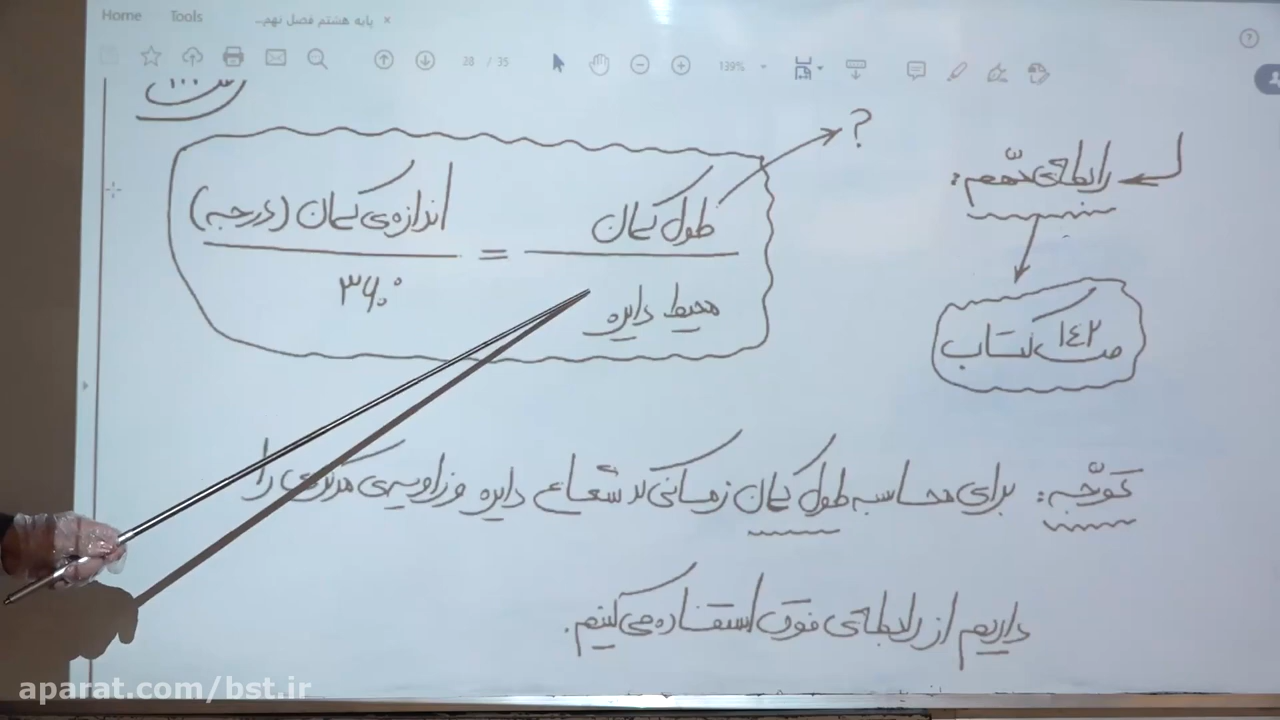 Home Tools پایه هشتم فصل نهم... ×
28 / 35 139%
رابطه‌ی مهم:
?
طول کمان / محیط دایره = اندازه‌ی کمان (درجه) / ۳۶۰°
ص ۱۴۲ کتاب
توجّه: برای محاسبه طول کمان زمانی که شعاع دایره و زاویه‌ی مرکزی را
داریم از رابطه‌ی فوق استفاده می‌کنیم.
aparat.com/bst.ir